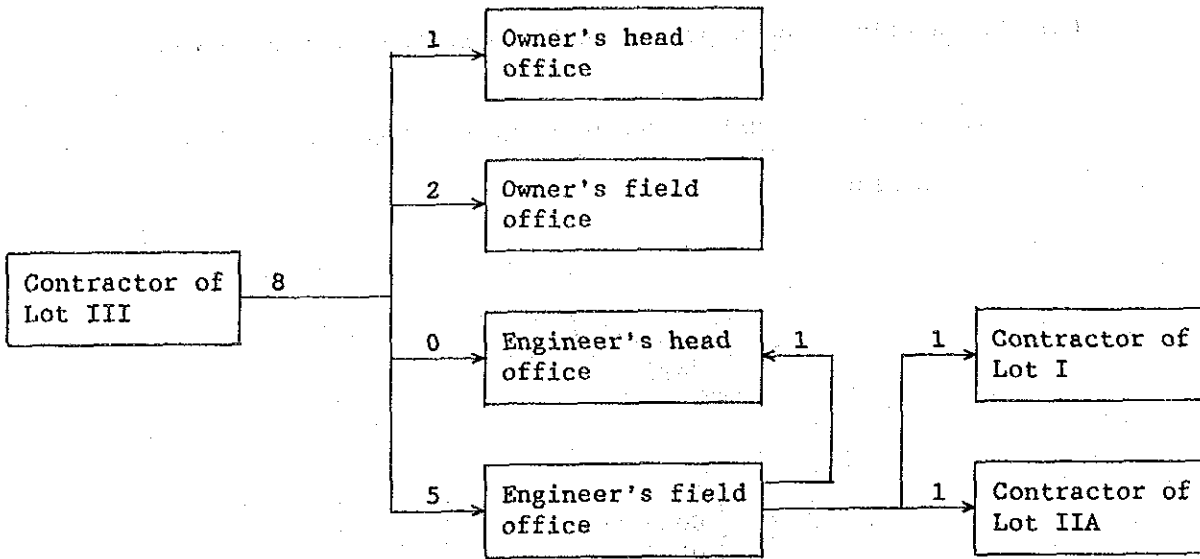 1
Owner's head
office
2
Owner's field
office
Contractor of
Lot III
8
0
Engineer's head
office
1
1
Contractor of
Lot I
5
Engineer's field
office
1
Contractor of
Lot IIA